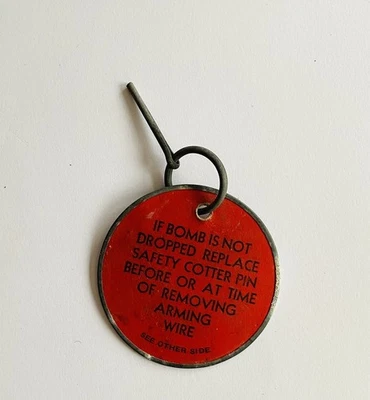 IF BOMB IS NOT
DROPPED REPLACE
SAFETY COTTER PIN
BEFORE OR AT TIME
OF REMOVING
ARMING
WIRE
SEE OTHER SIDE.